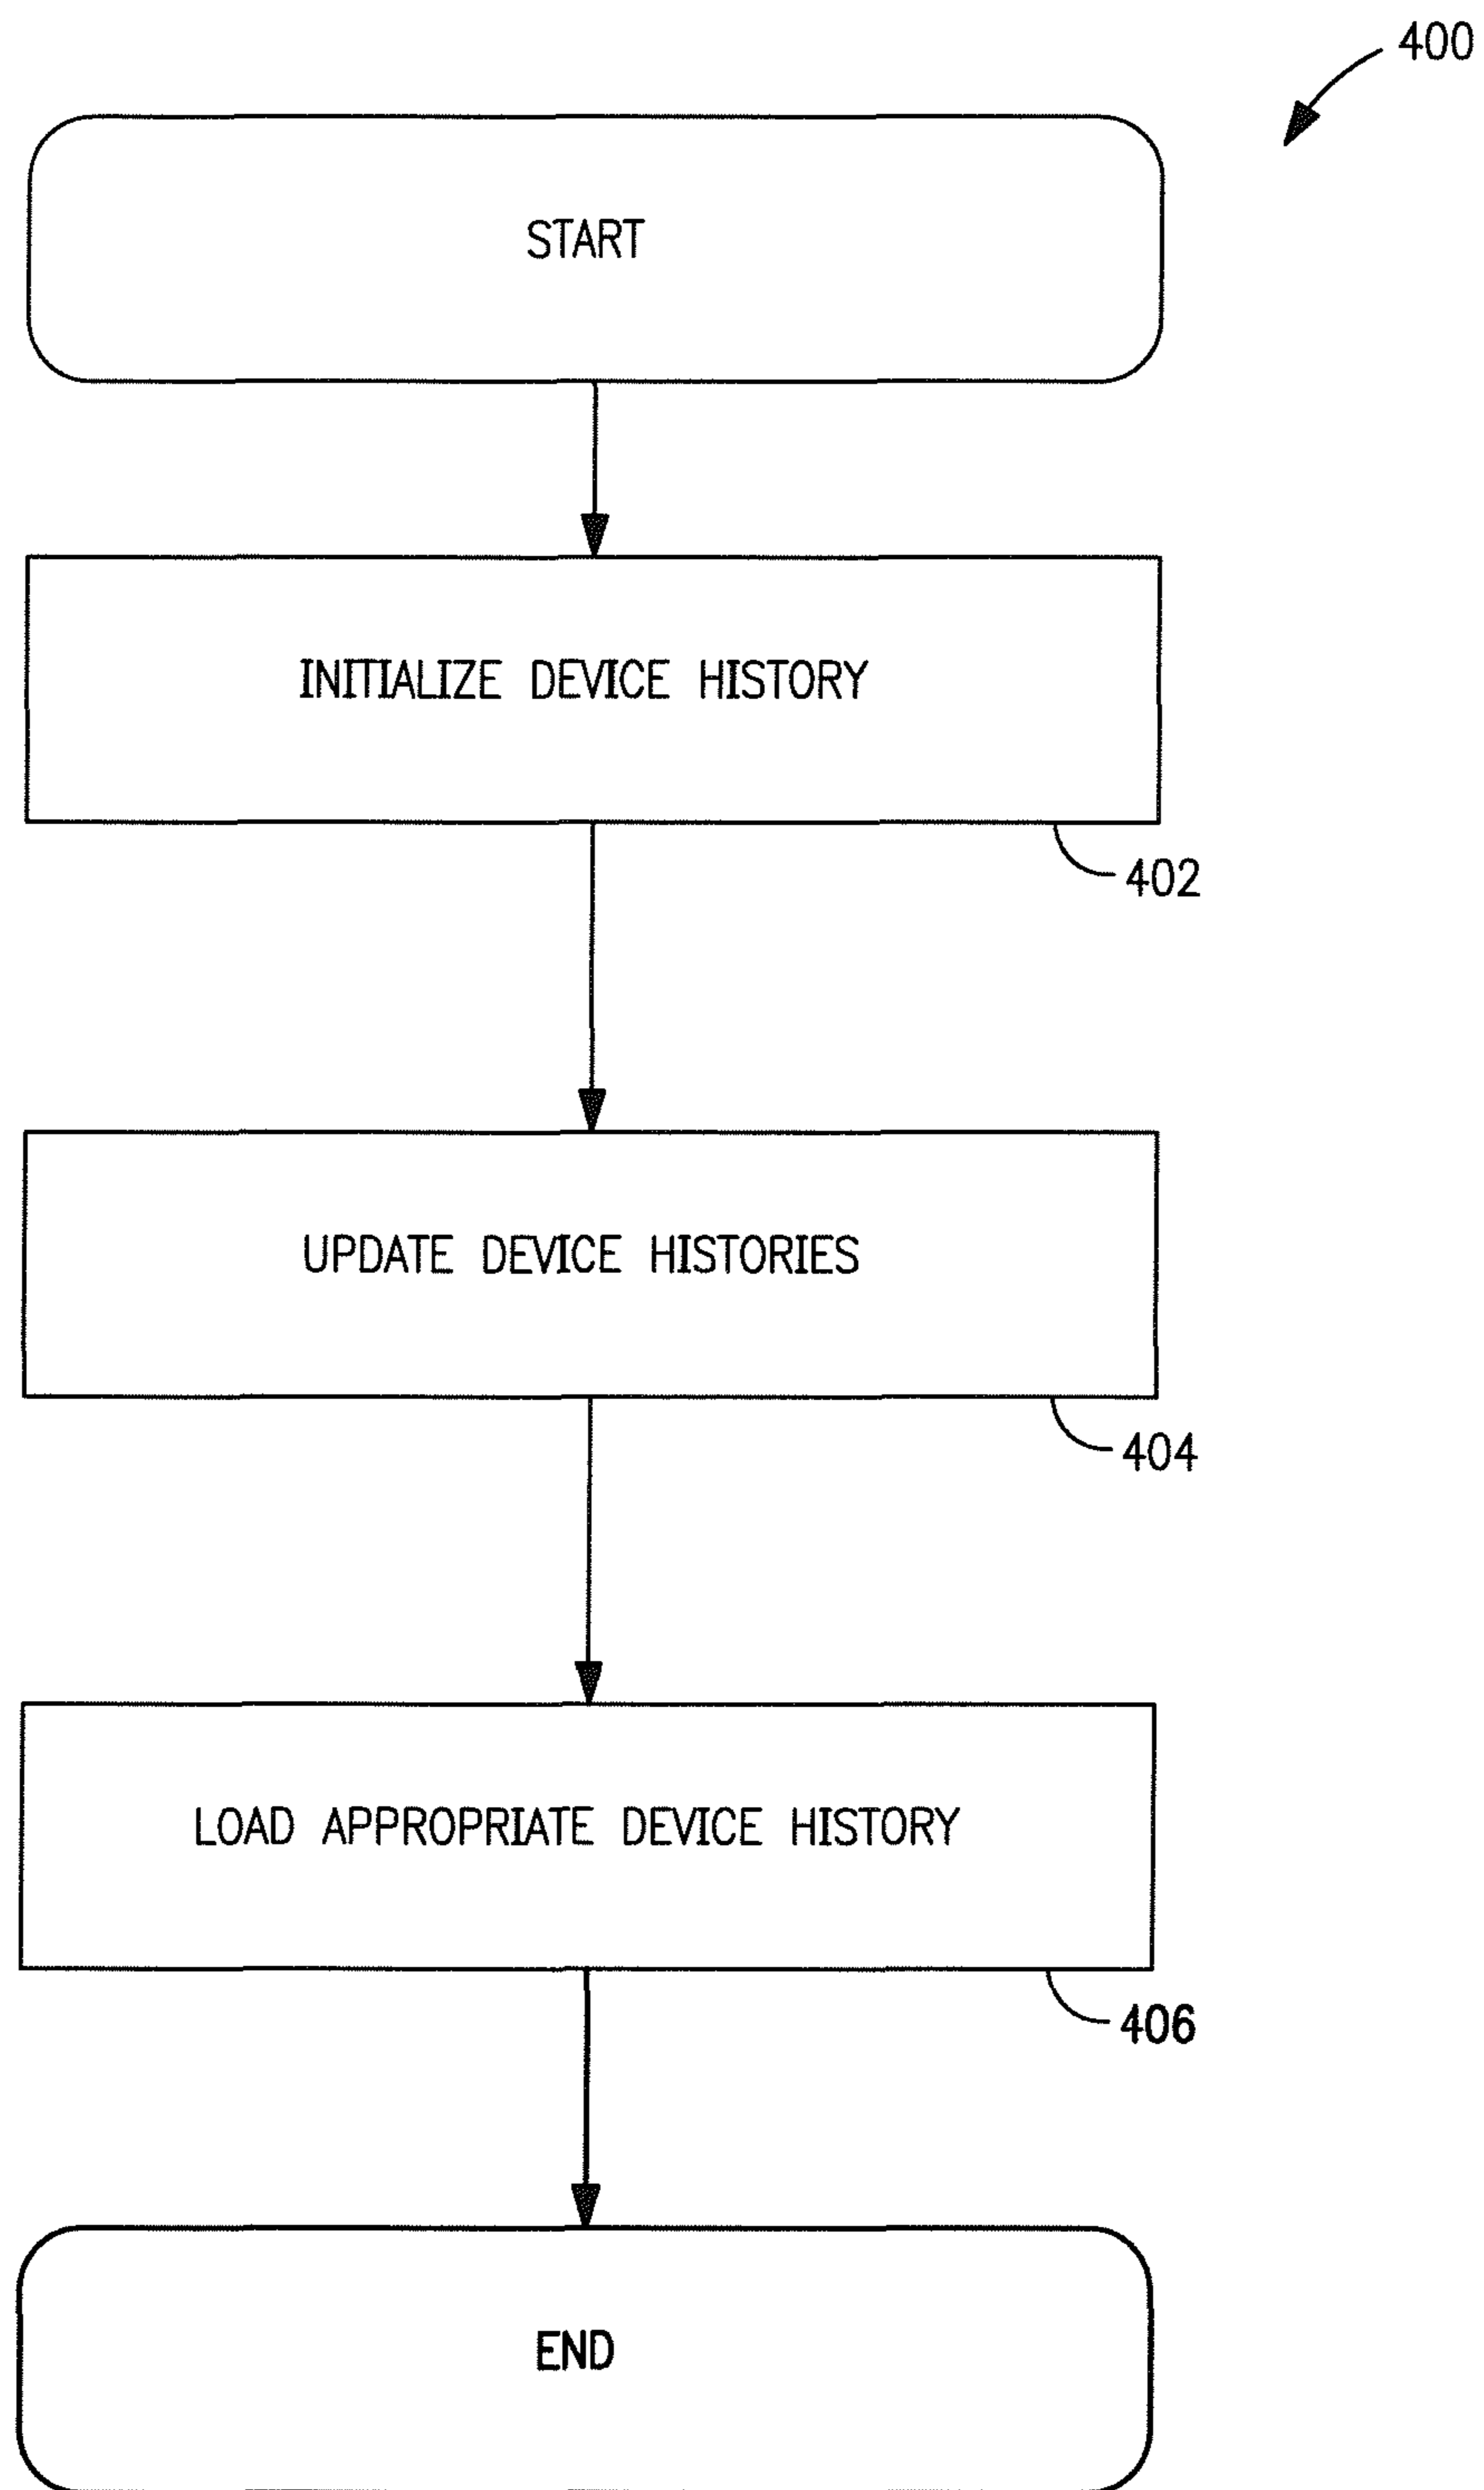 400
START
INITIALIZE DEVICE HISTORY
402
UPDATE DEVICE HISTORIES
404
LOAD APPROPRIATE DEVICE HISTORY
406
END